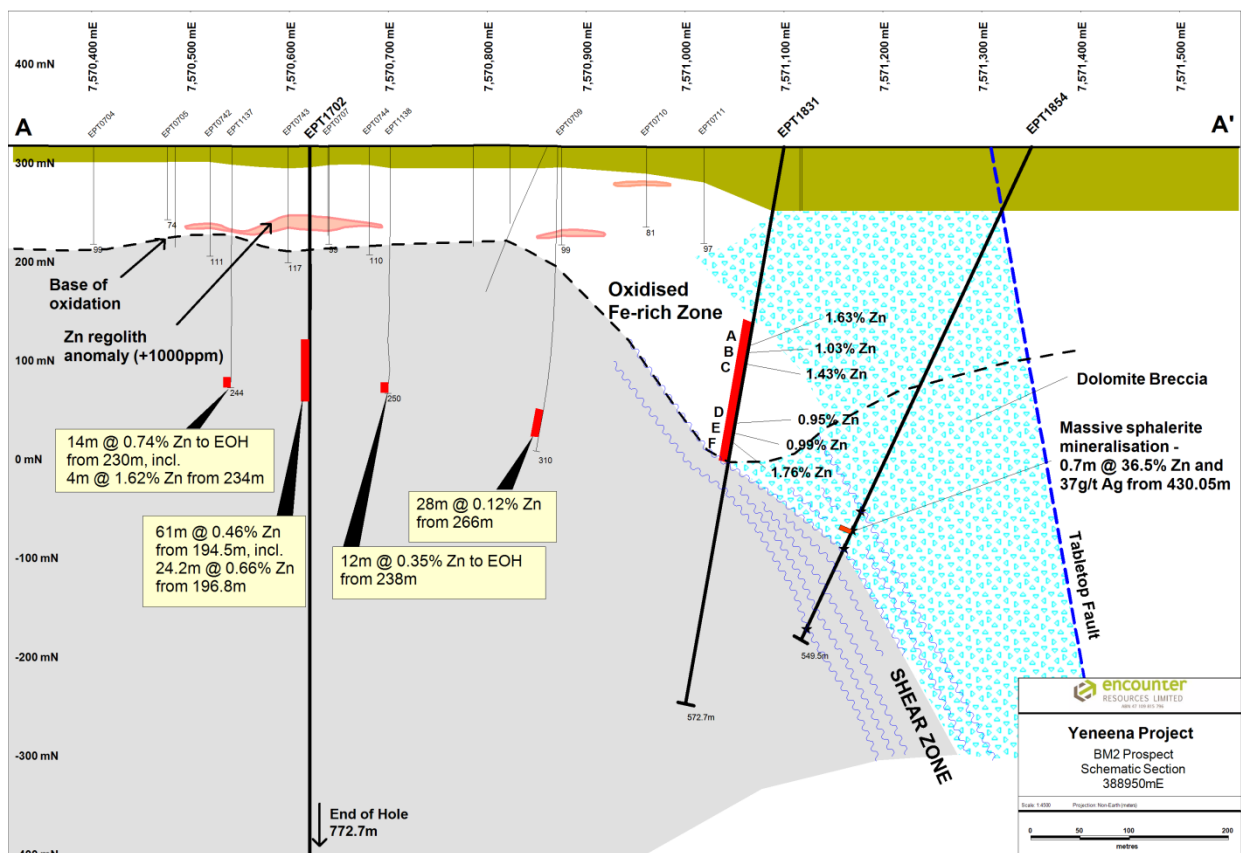 7,570,400 mE
7,570,500 mE
7,570,600 mE
7,570,700 mE
7,570,800 mE
7,570,900 mE
7,571,000 mE
7,571,100 mE
7,571,200 mE
7,571,300 mE
7,571,400 mE
7,571,500 mE
400 mN
A
EPT0704
EPT0705
EPT0742
EPT1137
EPT0743
EPT1702
EPT0707
EPT0744
EPT1138
EPT0709
EPT0710
EPT0711
EPT1831
EPT1854
A'
300 mN
74
99
111
117
110
99
81
97
200 mN
Base of
oxidation
Zn regolith
anomaly (+1000ppm)
Oxidised
Fe-rich Zone
A
B
C
D
E
F
1.63% Zn
1.03% Zn
1.43% Zn
0.95% Zn
0.99% Zn
1.76% Zn
100 mN
244
250
310
Dolomite Breccia
Massive sphalerite
mineralisation -
0.7m @ 36.5% Zn and
37g/t Ag from 430.05m
14m @ 0.74% Zn to EOH
from 230m, incl.
4m @ 1.62% Zn from 234m
0 mN
61m @ 0.46% Zn
from 194.5m, incl.
24.2m @ 0.66% Zn
from 196.8m
12m @ 0.35% Zn to EOH
from 238m
28m @ 0.12% Zn
from 266m
-100 mN
Tabletop Fault
-200 mN
549.5m
572.7m
SHEAR ZONE
-300 mN
End of Hole
772.7m
-400 mN
encounter
RESOURCES LIMITED
Yeneena Project
BM2 Prospect
Schematic Section
388950mE
Projection: Non-Earth (meters)
0 50 100 200
metres